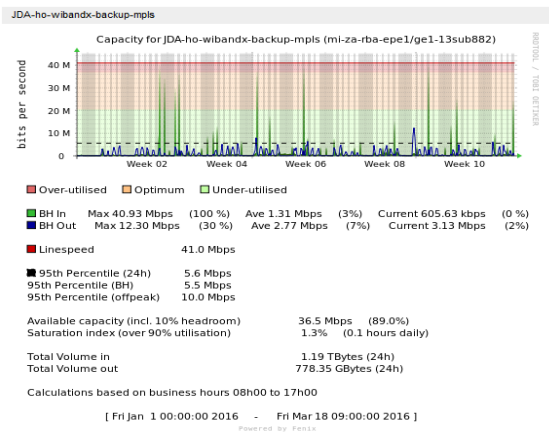 JDA-ho-wibandx-backup-mpls
Capacity for JDA-ho-wibandx-backup-mpls (mi-za-rba-epe1/ge1-13sub882)
RRDTOOL / TOBI OETIKER
bits per second
40 M
30 M
20 M
10 M
0
Week 02 Week 04 Week 06 Week 08 Week 10
Over-utilised Optimum Under-utilised
BH In Max 40.93 Mbps (100 %) Ave 1.31 Mbps (3%) Current 605.63 kbps (0 %)
BH Out Max 12.30 Mbps (30 %) Ave 2.77 Mbps (7%) Current 3.13 Mbps (2%)
Linespeed 41.0 Mbps
95th Percentile (24h) 5.6 Mbps
95th Percentile (BH) 5.5 Mbps
95th Percentile (offpeak) 10.0 Mbps
Available capacity (incl. 10% headroom) 36.5 Mbps (89.0%)
Saturation index (over 90% utilisation) 1.3% (0.1 hours daily)
Total Volume in 1.19 TBytes (24h)
Total Volume out 778.35 GBytes (24h)
Calculations based on business hours 08h00 to 17h00
[ Fri Jan 1 00:00:00 2016 - Fri Mar 18 09:00:00 2016 ]
Powered by Fenix